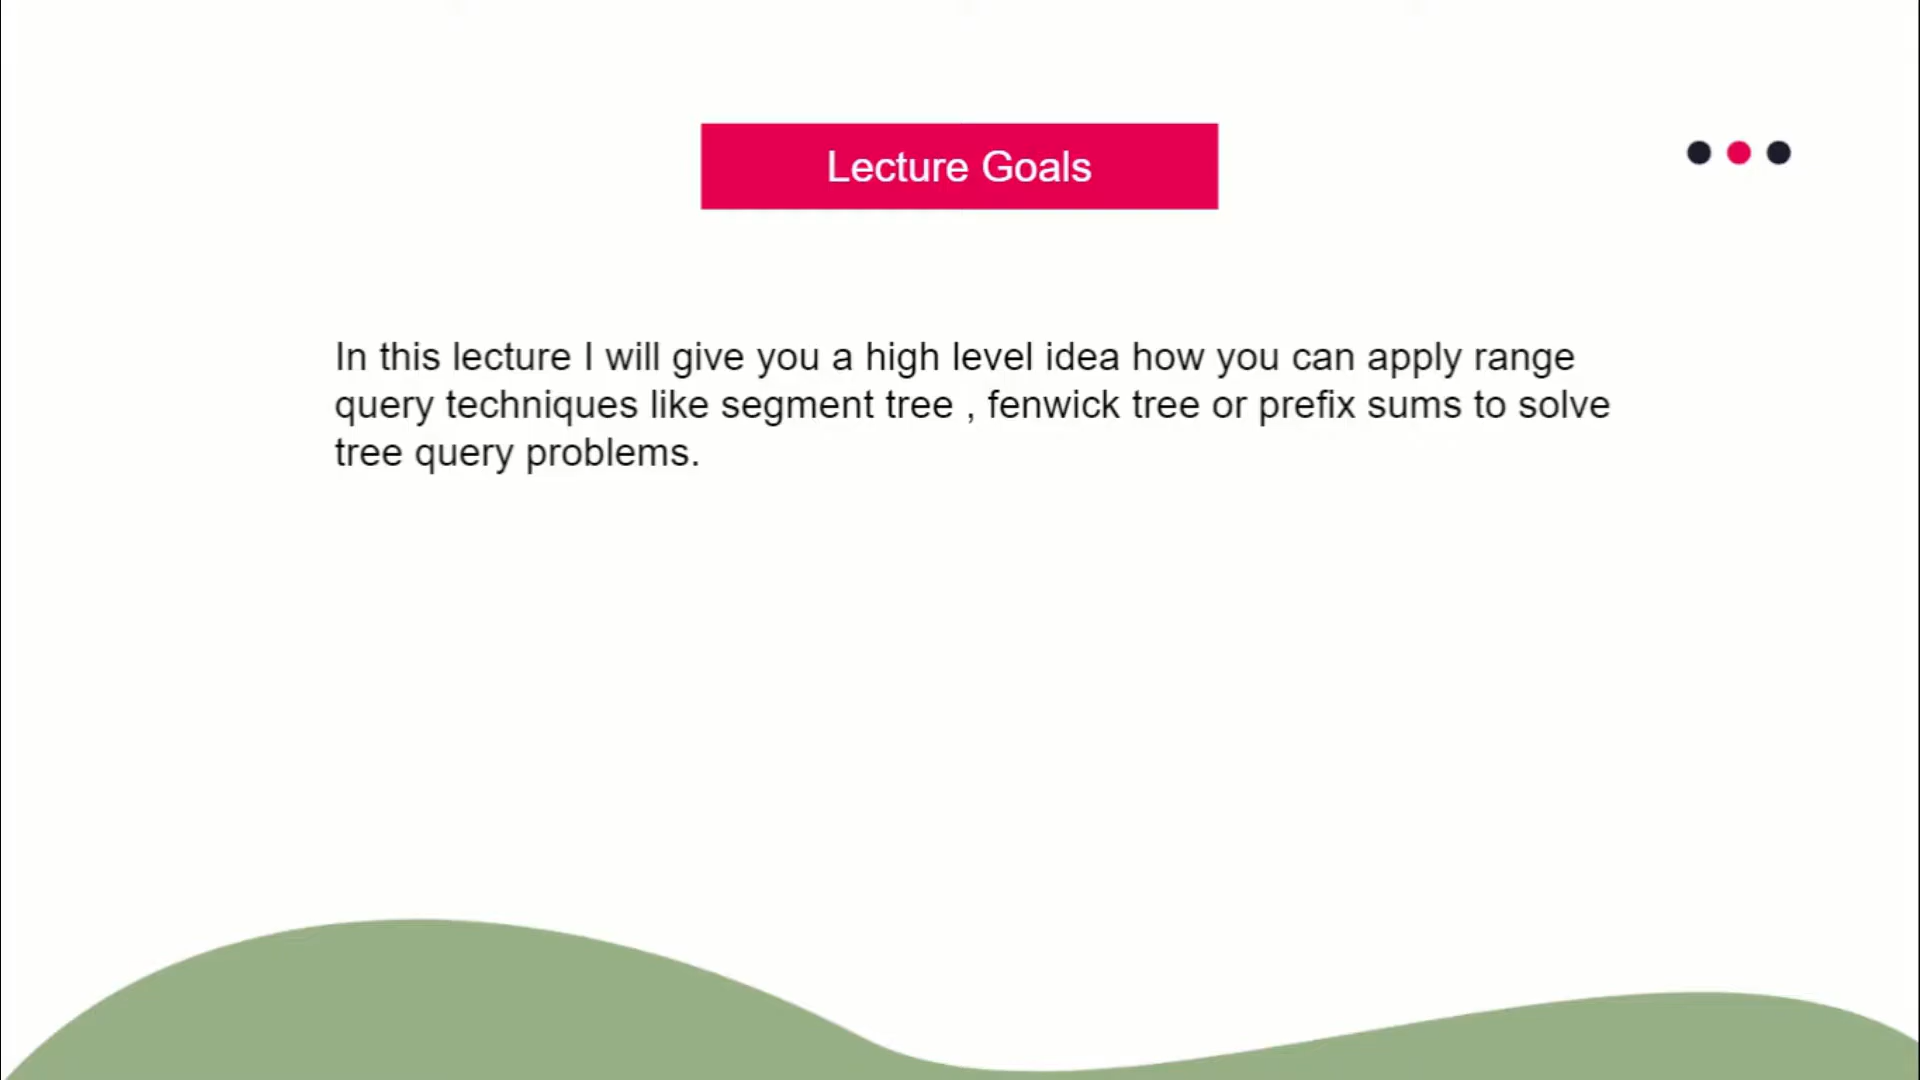 Lecture Goals
In this lecture I will give you a high level idea how you can apply range
query techniques like segment tree , fenwick tree or prefix sums to solve
tree query problems.